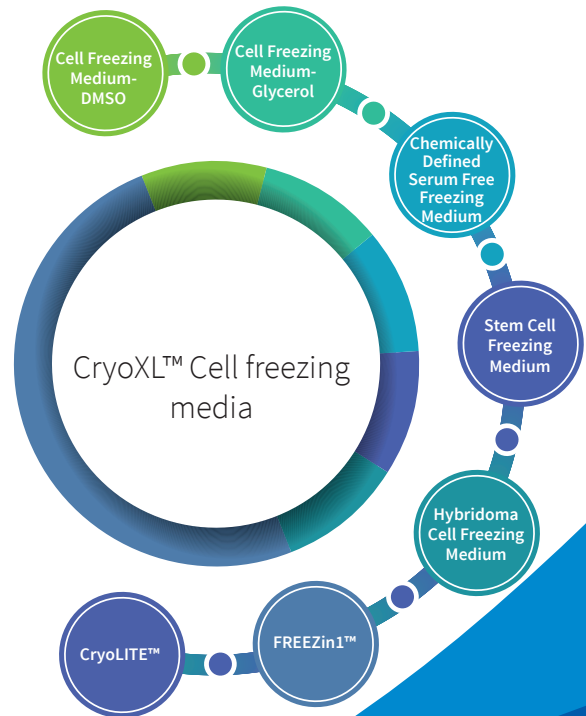 Cell Freezing
Medium-
DMSO
Cell Freezing
Medium-
Glycerol
Chemically
Defined
Serum Free
Freezing
Medium
Stem Cell
Freezing
Medium
CryoXL™ Cell freezing
media
Hybridoma
Cell Freezing
Medium
FREEZin1™
CryoLITE™